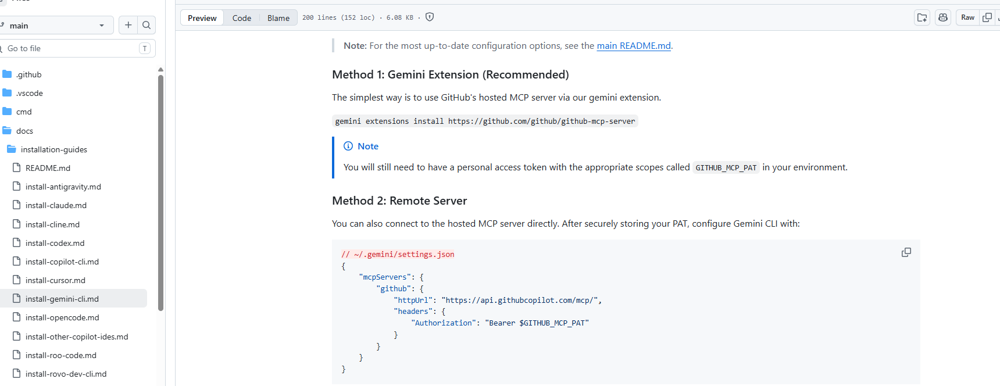 main
Go to file
T
.github
.vscode
cmd
docs
installation-guides
README.md
install-antigravity.md
install-claude.md
install-cline.md
install-codex.md
install-copilot-cli.md
install-cursor.md
install-gemini-cli.md
install-opencode.md
install-other-copilot-ides.md
install-roo-code.md
install-rovo-dev-cli.md
Preview Code Blame 200 lines (152 loc) · 6.08 KB ·
Raw
Note: For the most up-to-date configuration options, see the main README.md.
Method 1: Gemini Extension (Recommended)
The simplest way is to use GitHub's hosted MCP server via our gemini extension.
gemini extensions install https://github.com/github/github-mcp-server
Note
You will still need to have a personal access token with the appropriate scopes called GITHUB_MCP_PAT in your environment.
Method 2: Remote Server
You can also connect to the hosted MCP server directly. After securely storing your PAT, configure Gemini CLI with:
// ~/.gemini/settings.json
{
"mcpServers": {
"github": {
"httpUrl": "https://api.githubcopilot.com/mcp/",
"headers": {
"Authorization": "Bearer $GITHUB_MCP_PAT"
}
}
}
}